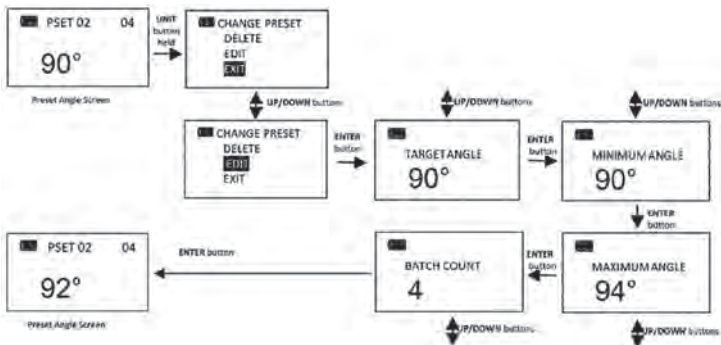 PSET 02 04
90°
Preset Angle Screen
UNIT
button
held
CHANGE PRESET
DELETE
EDIT
EXIT
UP/DOWN buttons
CHANGE PRESET
DELETE
EDIT
EXIT
ENTER
button
UP/DOWN buttons
TARGET ANGLE
90°
ENTER
button
UP/DOWN buttons
MINIMUM ANGLE
90°
ENTER
button
MAXIMUM ANGLE
94°
UP/DOWN buttons
ENTER
button
BATCH COUNT
4
UP/DOWN buttons
ENTER button
PSET 02 04
92°
Preset Angle Screen